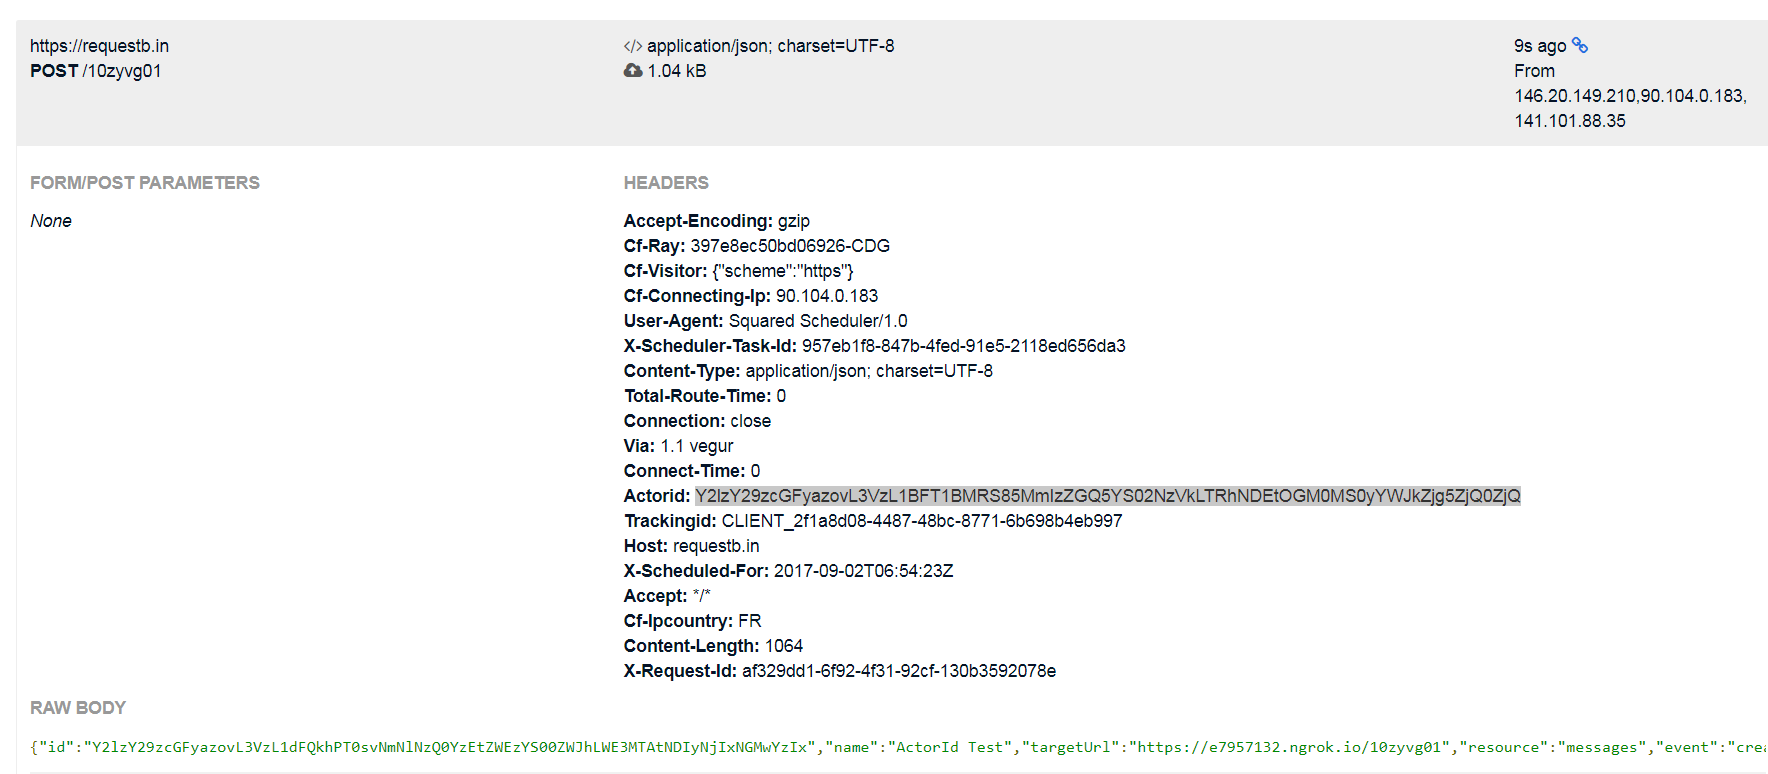 https://requestb.in
POST /10zyvg01
</> application/json; charset=UTF-8
1.04 kB
9s ago
From
146.20.149.210,90.104.0.183,
141.101.88.35
FORM/POST PARAMETERS
None
HEADERS
Accept-Encoding: gzip
Cf-Ray: 397e8ec50bd06926-CDG
Cf-Visitor: {"scheme":"https"}
Cf-Connecting-Ip: 90.104.0.183
User-Agent: Squared Scheduler/1.0
X-Scheduler-Task-Id: 957eb1f8-847b-4fed-91e5-2118ed656da3
Content-Type: application/json; charset=UTF-8
Total-Route-Time: 0
Connection: close
Via: 1.1 vegur
Connect-Time: 0
Actorid: Y2lzY29zcGFyazovL3VzL1BFT1BMRS85MmIzZGQ5YS02NzVkLTRhNDEtOGM0MS0yYWJkZjg5ZjQ0ZjQ
Trackingid: CLIENT_2f1a8d08-4487-48bc-8771-6b698b4eb997
Host: requestb.in
X-Scheduled-For: 2017-09-02T06:54:23Z
Accept: */*
Cf-Ipcountry: FR
Content-Length: 1064
X-Request-Id: af329dd1-6f92-4f31-92cf-130b3592078e
RAW BODY
{"id":"Y2lzY29zcGFyazovL3VzL1dFQkhPT0svNmNlNzQ0YzEtZWEzYS00ZWJhLWE3MTAtNDIyNjIxNGMwYzIx","name":"ActorId Test","targetUrl":"https://e7957132.ngrok.io/10zyvg01","resource":"messages","event":"crea